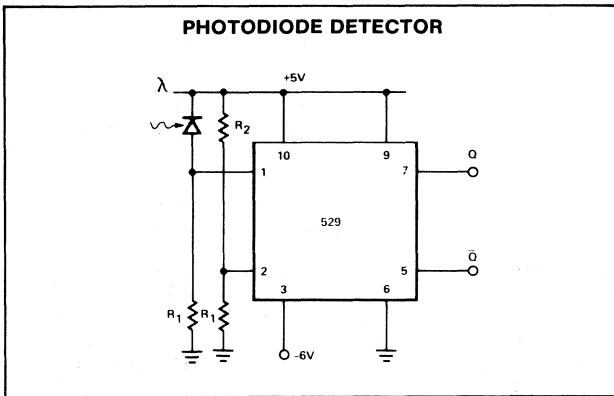 PHOTODIODE DETECTOR
λ
+5V
R2
10
9
1
7
Q
529
2
5
Q̄
3
6
R1
R1
-6V